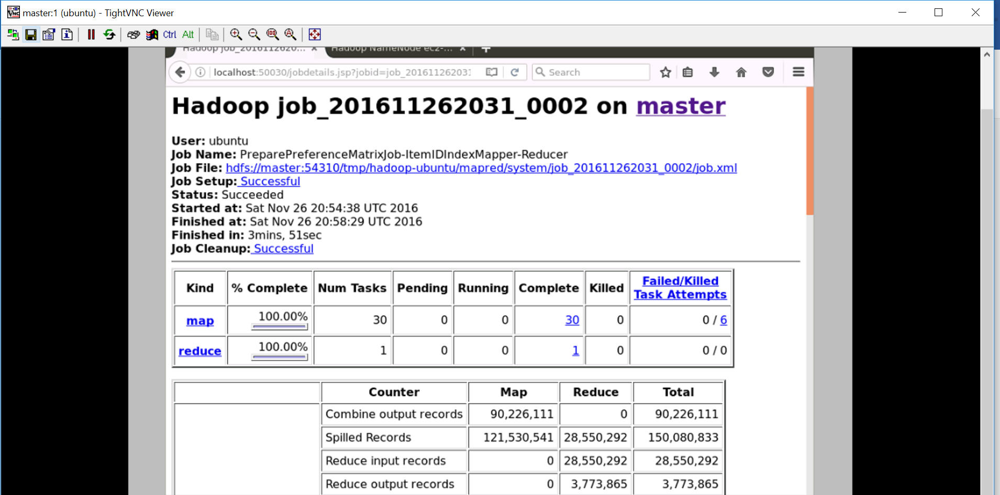 master:1 (ubuntu) - TightVNC Viewer
Ctrl Alt
Hadoop job_2016112620... × Hadoop NameNode ec2-... × +
localhost:50030/jobdetails.jsp?jobid=job_201611262031 Search
Hadoop job_201611262031_0002 on master
User: ubuntu
Job Name: PreparePreferenceMatrixJob-ItemIDIndexMapper-Reducer
Job File: hdfs://master:54310/tmp/hadoop-ubuntu/mapred/system/job_201611262031_0002/job.xml
Job Setup: Successful
Status: Succeeded
Started at: Sat Nov 26 20:54:38 UTC 2016
Finished at: Sat Nov 26 20:58:29 UTC 2016
Finished in: 3mins, 51sec
Job Cleanup: Successful
Kind % Complete Num Tasks Pending Running Complete Killed Failed/Killed Task Attempts
map 100.00% 30 0 0 30 0 0 / 6
reduce 100.00% 1 0 0 1 0 0 / 0
Counter Map Reduce Total
Combine output records 90,226,111 0 90,226,111
Spilled Records 121,530,541 28,550,292 150,080,833
Reduce input records 0 28,550,292 28,550,292
Reduce output records 0 3,773,865 3,773,865